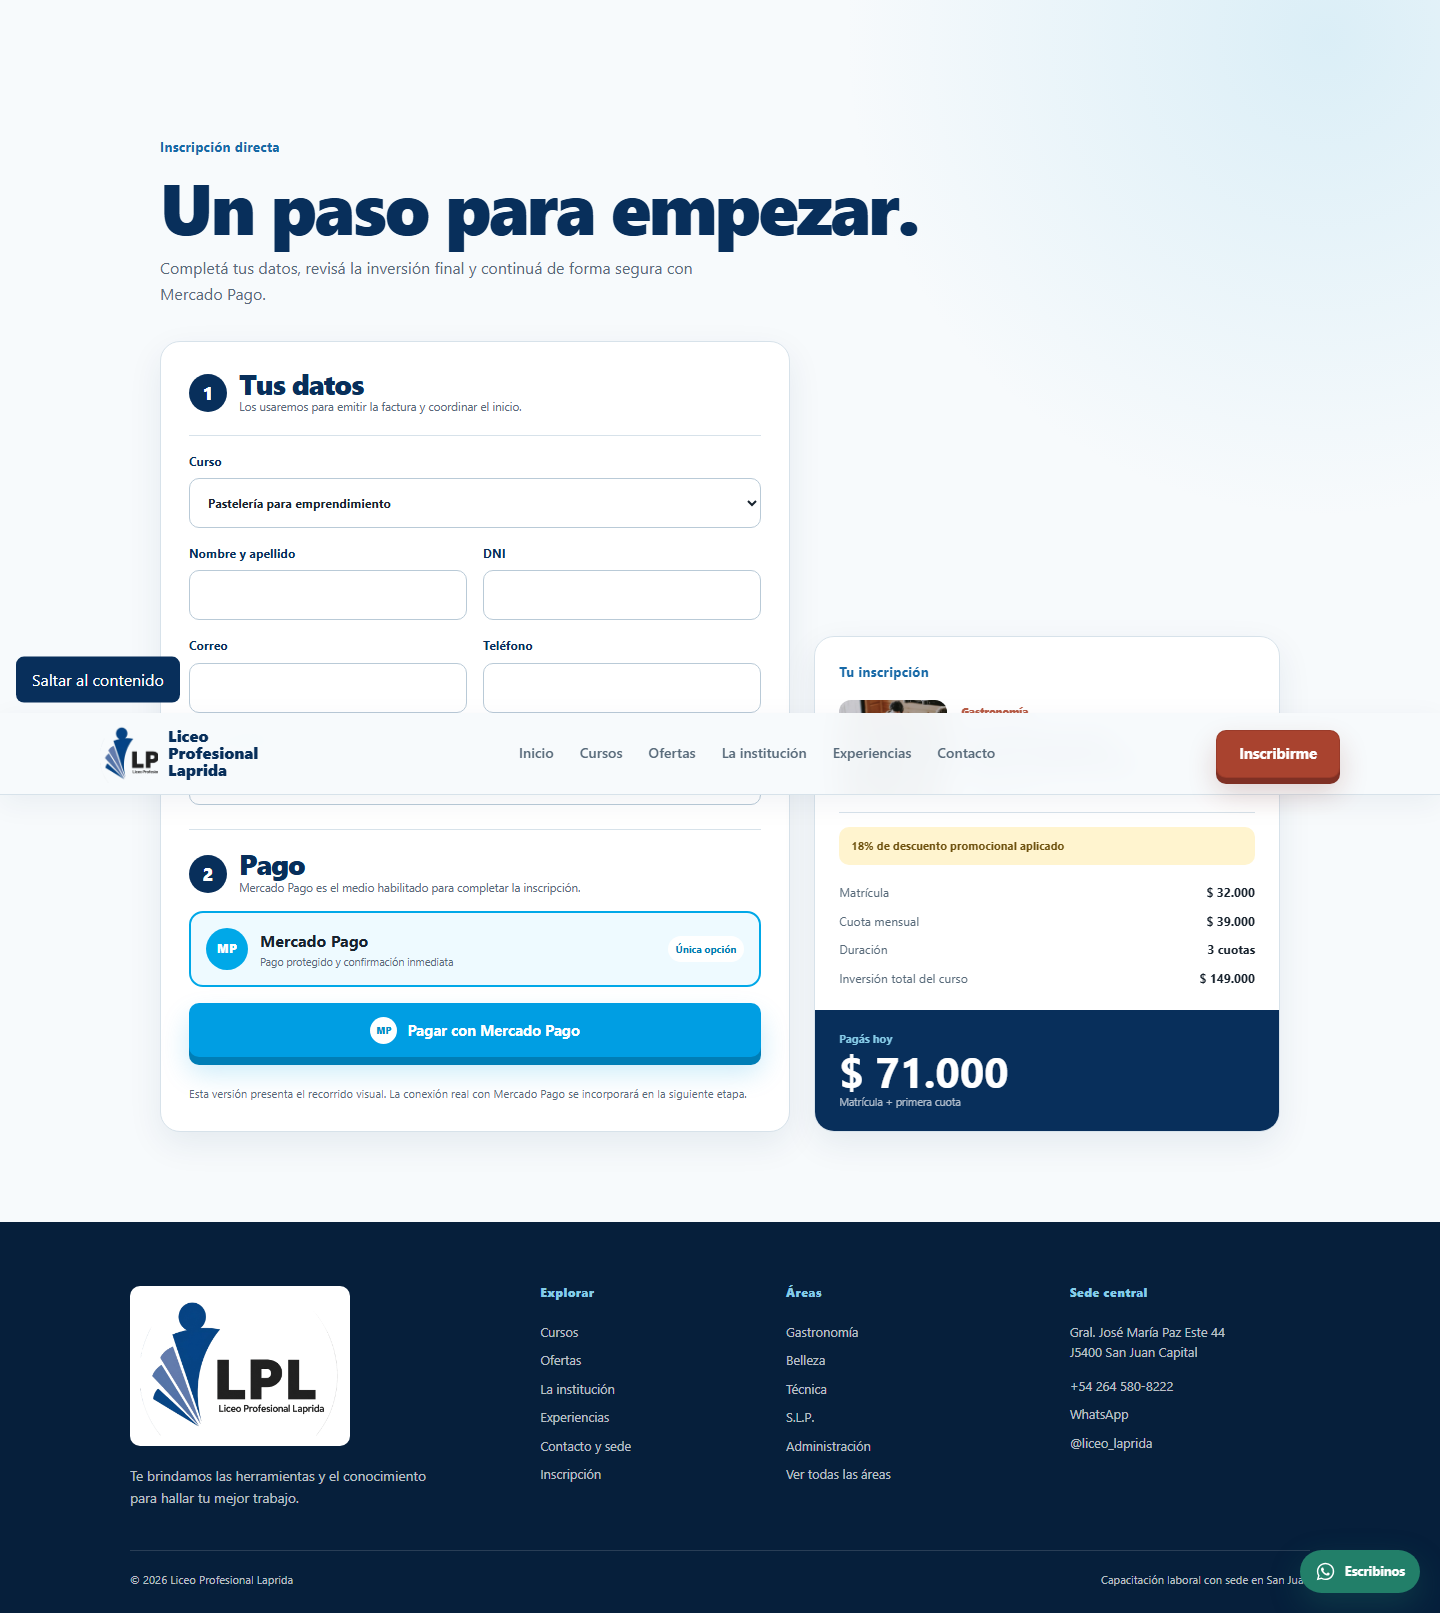 Inscripción directa
Un paso para empezar.
Completá tus datos, revisá la inversión final y continuá de forma segura con
Mercado Pago.
1
Tus datos
Los usaremos para emitir la factura y coordinar el inicio.
Curso
Pastelería para emprendimiento
Nombre y apellido
DNI
Correo
Teléfono
Saltar al contenido
Tu inscripción
Gastronomía
LP
Liceo
Profesional
Laprida
Inicio
Cursos
Ofertas
La institución
Experiencias
Contacto
Inscribirme
2
Pago
Mercado Pago es el medio habilitado para completar la inscripción.
MP
Mercado Pago
Pago protegido y confirmación inmediata
Única opción
MP
Pagar con Mercado Pago
Esta versión presenta el recorrido visual. La conexión real con Mercado Pago se incorporará en la siguiente etapa.
18% de descuento promocional aplicado
Matrícula $ 32.000
Cuota mensual $ 39.000
Duración 3 cuotas
Inversión total del curso $ 149.000
Pagás hoy
$ 71.000
Matrícula + primera cuota
LPL
Liceo Profesional Laprida
Te brindamos las herramientas y el conocimiento
para hallar tu mejor trabajo.
Explorar
Cursos
Ofertas
La institución
Experiencias
Contacto y sede
Inscripción
Áreas
Gastronomía
Belleza
Técnica
S.L.P.
Administración
Ver todas las áreas
Sede central
Gral. José María Paz Este 44
J5400 San Juan Capital
+54 264 580-8222
WhatsApp
@liceo_laprida
© 2026 Liceo Profesional Laprida
Capacitación laboral con sede en San
Escribinos